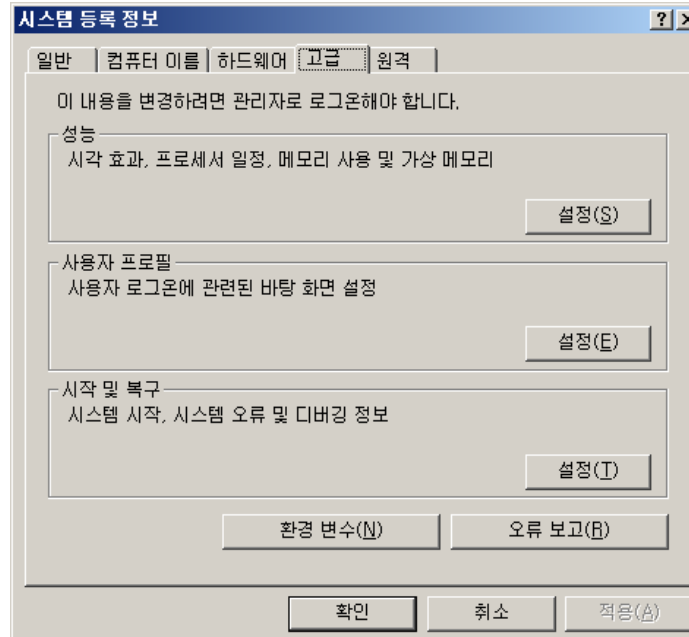 시스템 등록 정보
일반 컴퓨터 이름 하드웨어 고급 원격
이 내용을 변경하려면 관리자로 로그온해야 합니다.
성능
시각 효과, 프로세서 일정, 메모리 사용 및 가상 메모리
설정(S)
사용자 프로필
사용자 로그온에 관련된 바탕 화면 설정
설정(E)
시작 및 복구
시스템 시작, 시스템 오류 및 디버깅 정보
설정(T)
환경 변수(N) 오류 보고(R)
확인 취소 적용(A)